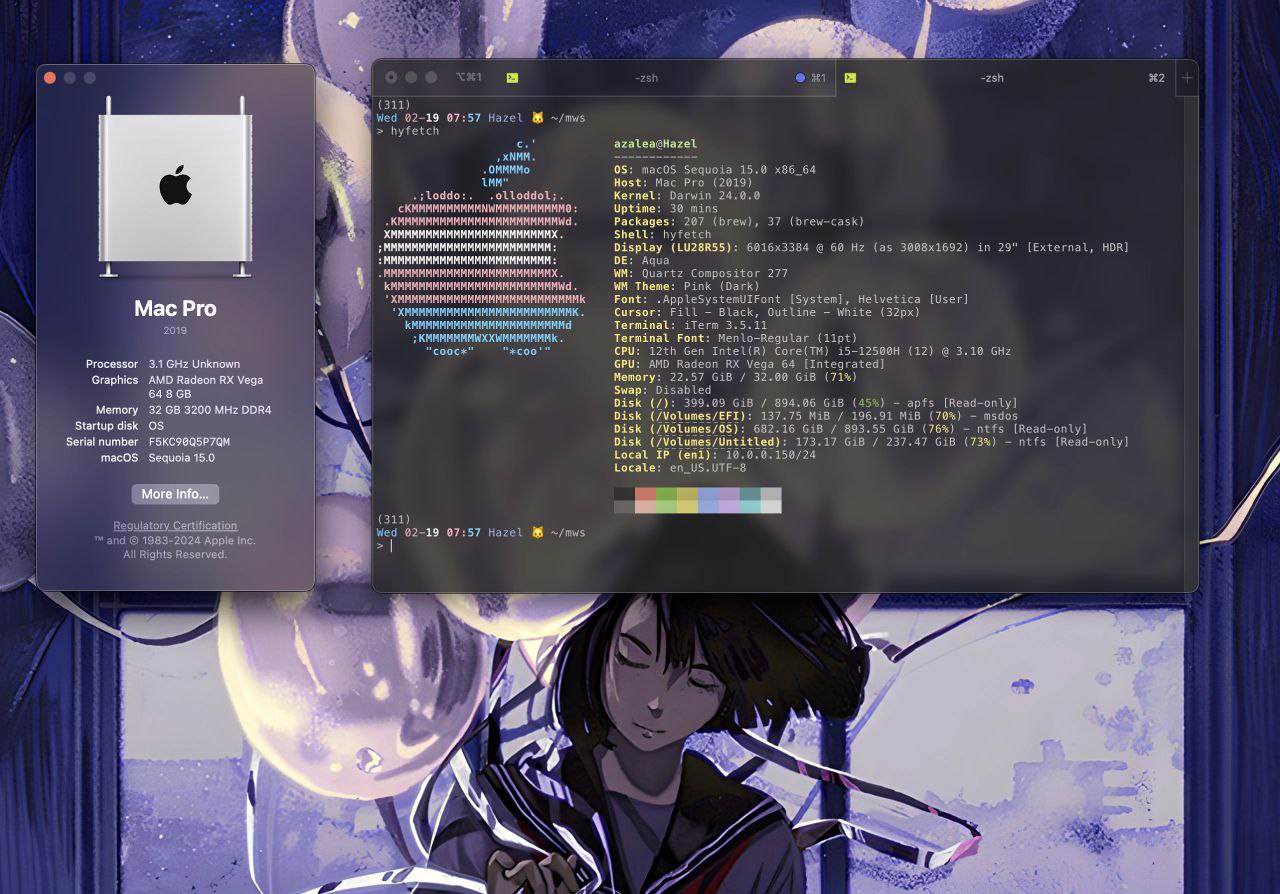 Mac Pro
2019
Processor 3.1 GHz Unknown
Graphics AMD Radeon RX Vega
64 8 GB
Memory 32 GB 3200 MHz DDR4
Startup disk OS
Serial number F5KC90Q5P7QM
macOS Sequoia 15.0
More Info...
Regulatory Certification
™ and © 1983-2024 Apple Inc.
All Rights Reserved.
⌥⌘1 -zsh ⌘1 -zsh ⌘2 +
(311)
Wed 02-19 07:57 Hazel 🐱 ~/mws
> hyfetch
c.'
,xNMM.
.OMMMMo
lMM"
.;loddo:.  .olloddol;.
cKMMMMMMMMMMNWMMMMMMMMMM0:
.KMMMMMMMMMMMMMMMMMMMMMMMWd.
XMMMMMMMMMMMMMMMMMMMMMMMX.
;MMMMMMMMMMMMMMMMMMMMMMMM:
:MMMMMMMMMMMMMMMMMMMMMMMM:
.MMMMMMMMMMMMMMMMMMMMMMMMX.
kMMMMMMMMMMMMMMMMMMMMMMMMWd.
'XMMMMMMMMMMMMMMMMMMMMMMMMMMk
'XMMMMMMMMMMMMMMMMMMMMMMMMK.
kMMMMMMMMMMMMMMMMMMMMMMd
;KMMMMMMMWXXWMMMMMMMk.
"cooc*"    "*coo'"
azalea@Hazel
------------
OS: macOS Sequoia 15.0 x86_64
Host: Mac Pro (2019)
Kernel: Darwin 24.0.0
Uptime: 30 mins
Packages: 207 (brew), 37 (brew-cask)
Shell: hyfetch
Display (LU28R55): 6016x3384 @ 60 Hz (as 3008x1692) in 29" [External, HDR]
DE: Aqua
WM: Quartz Compositor 277
WM Theme: Pink (Dark)
Font: .AppleSystemUIFont [System], Helvetica [User]
Cursor: Fill - Black, Outline - White (32px)
Terminal: iTerm 3.5.11
Terminal Font: Menlo-Regular (11pt)
CPU: 12th Gen Intel(R) Core(TM) i5-12500H (12) @ 3.10 GHz
GPU: AMD Radeon RX Vega 64 [Integrated]
Memory: 22.57 GiB / 32.00 GiB (71%)
Swap: Disabled
Disk (/): 399.09 GiB / 894.06 GiB (45%) - apfs [Read-only]
Disk (/Volumes/EFI): 137.75 MiB / 196.91 MiB (70%) - msdos
Disk (/Volumes/OS): 682.16 GiB / 893.55 GiB (76%) - ntfs [Read-only]
Disk (/Volumes/Untitled): 173.17 GiB / 237.47 GiB (73%) - ntfs [Read-only]
Local IP (en1): 10.0.0.150/24
Locale: en_US.UTF-8
(311)
Wed 02-19 07:57 Hazel 🐱 ~/mws
>